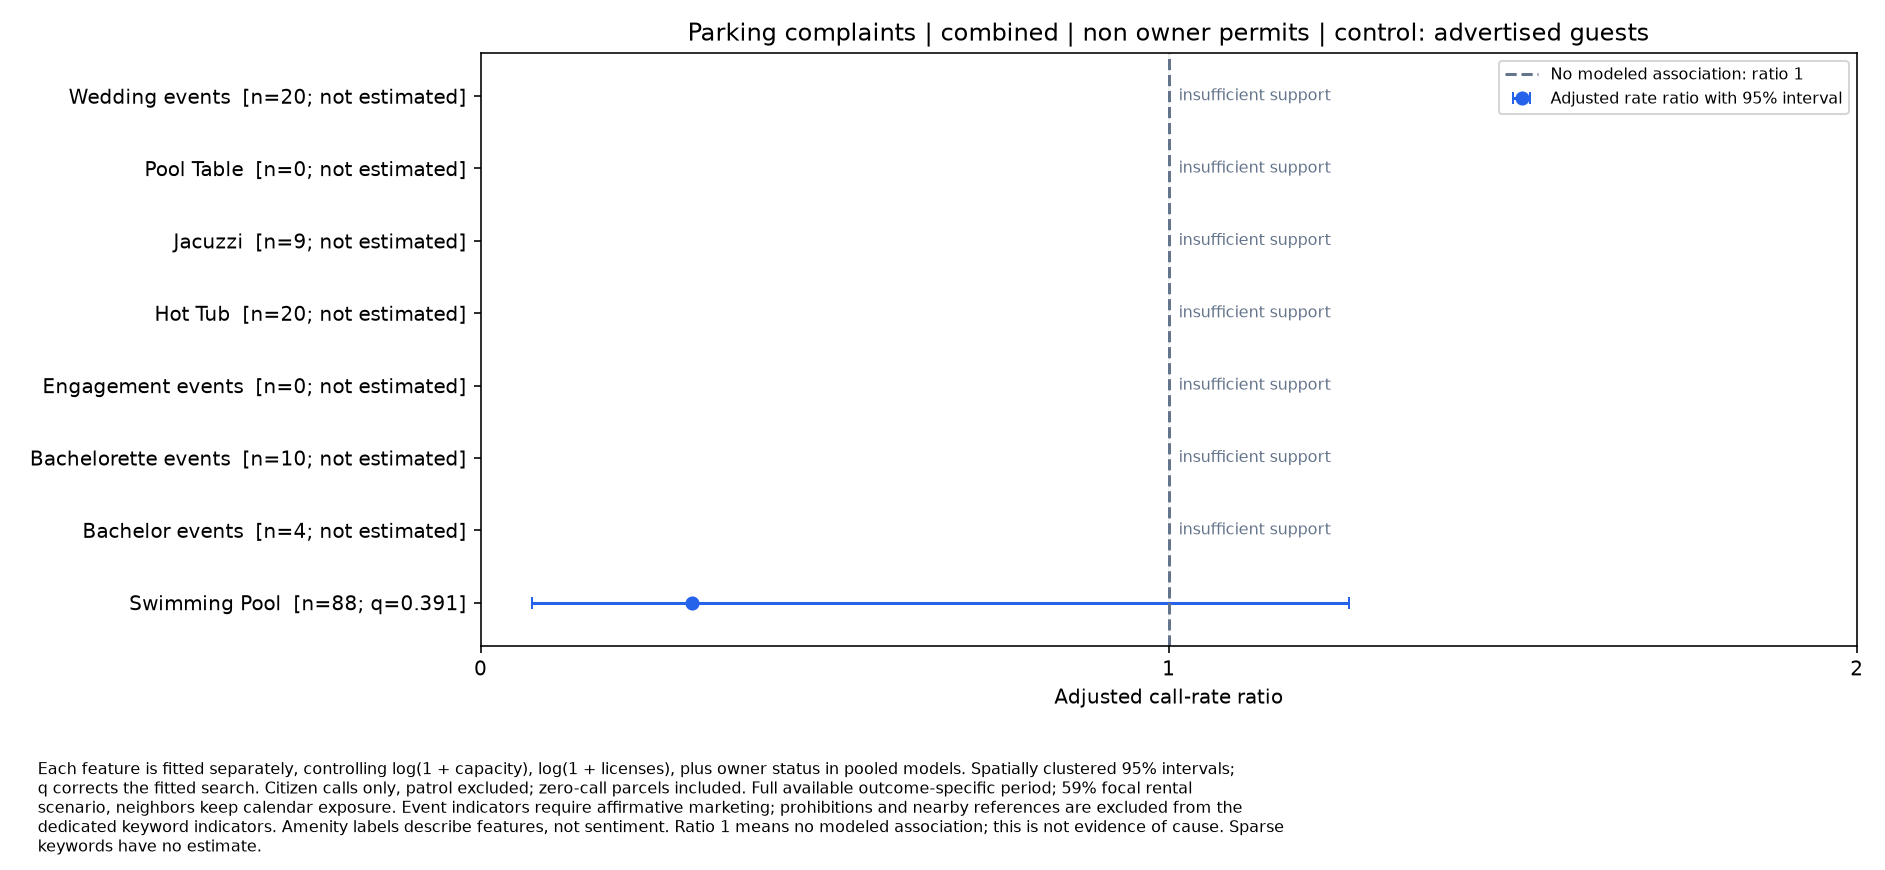 Parking complaints | combined | non owner permits | control: advertised guests
No modeled association: ratio 1
Adjusted rate ratio with 95% interval
Wedding events [n=20; not estimated]
insufficient support
Pool Table [n=0; not estimated]
insufficient support
Jacuzzi [n=9; not estimated]
insufficient support
Hot Tub [n=20; not estimated]
insufficient support
Engagement events [n=0; not estimated]
insufficient support
Bachelorette events [n=10; not estimated]
insufficient support
Bachelor events [n=4; not estimated]
insufficient support
Swimming Pool [n=88; q=0.391]
0
1
2
Adjusted call-rate ratio
Each feature is fitted separately, controlling log(1 + capacity), log(1 + licenses), plus owner status in pooled models. Spatially clustered 95% intervals;
q corrects the fitted search. Citizen calls only, patrol excluded; zero-call parcels included. Full available outcome-specific period; 59% focal rental
scenario, neighbors keep calendar exposure. Event indicators require affirmative marketing; prohibitions and nearby references are excluded from the
dedicated keyword indicators. Amenity labels describe features, not sentiment. Ratio 1 means no modeled association; this is not evidence of cause. Sparse
keywords have no estimate.